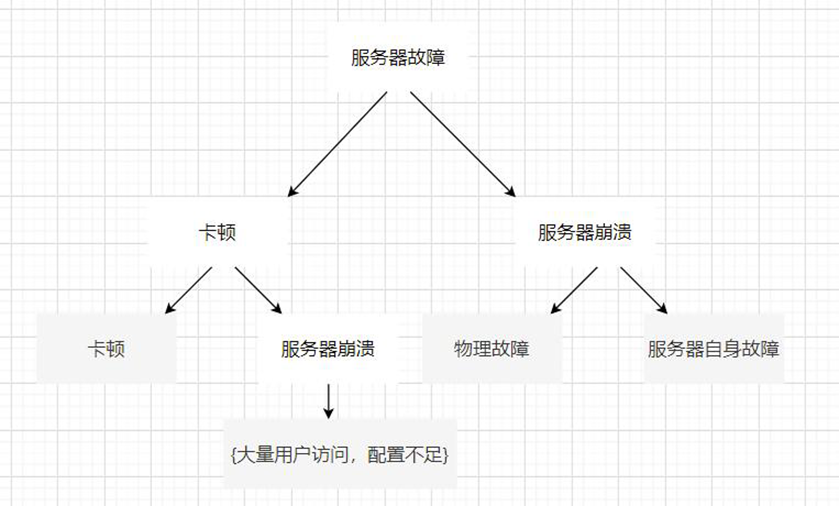 服务器故障
卡顿
服务器崩溃
卡顿
服务器崩溃
物理故障
服务器自身故障
{大量用户访问，配置不足}